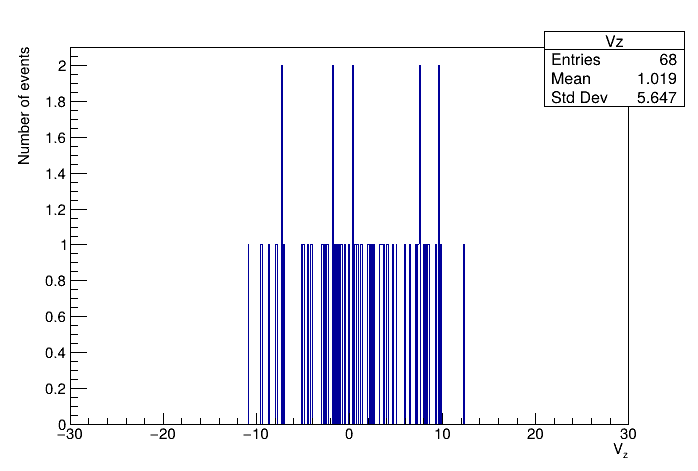 Vz
Entries 68
Mean 1.019
Std Dev 5.647
Number of events
2
1.8
1.6
1.4
1.2
1
0.8
0.6
0.4
0.2
0
−30 −20 −10 0 10 20 30
V_z